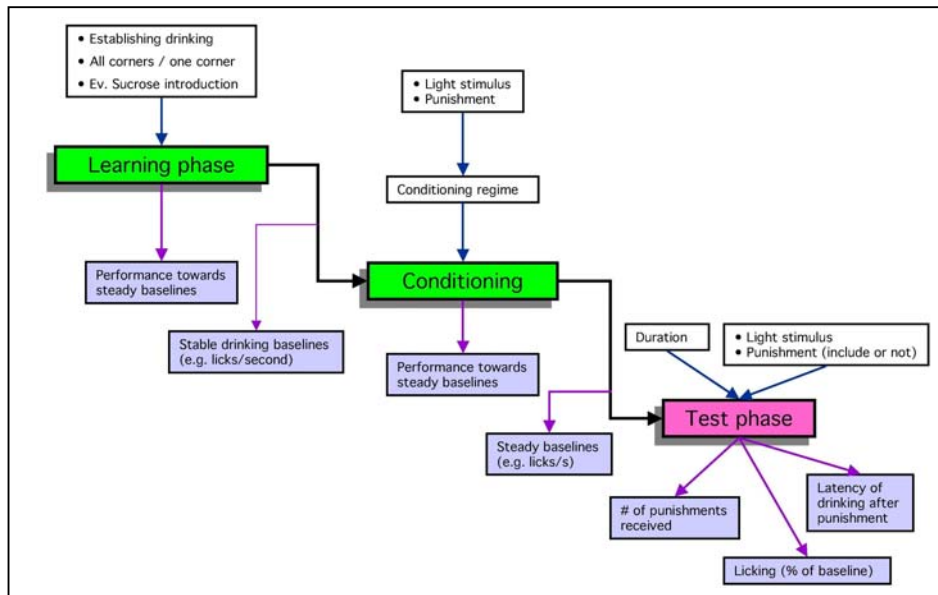 • Establishing drinking
• All corners / one corner
• Ev. Sucrose introduction
• Light stimulus
• Punishment
Learning phase
Conditioning regime
Performance towards
steady baselines
Conditioning
Stable drinking baselines
(e.g. licks/second)
Performance towards
steady baselines
Duration
• Light stimulus
• Punishment (include or not)
Test phase
Steady baselines
(e.g. licks/s)
# of punishments
received
Latency of
drinking after
punishment
Licking (% of baseline)